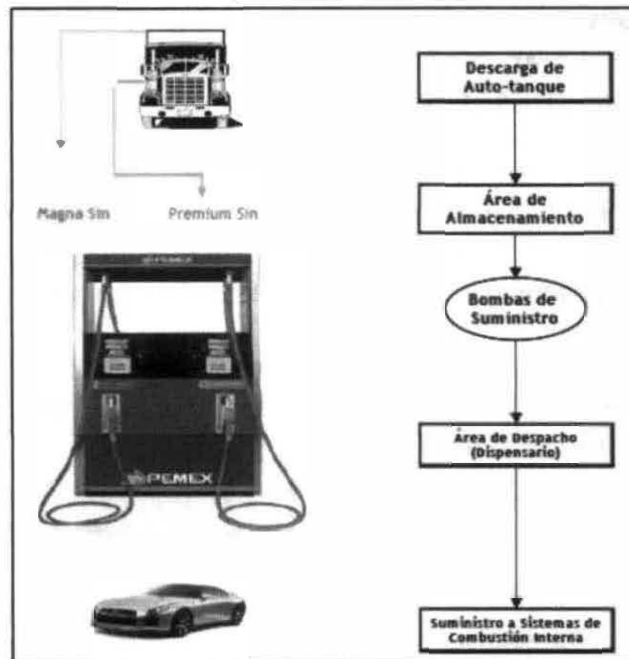 Descarga de
Auto-tanque
Magna Sin
Premium Sin
Área de
Almacenamiento
PEMEX
Bombas de
Suministro
Área de Despacho
(Dispensario)
PEMEX
Suministro a Sistemas de
Combustión Interna